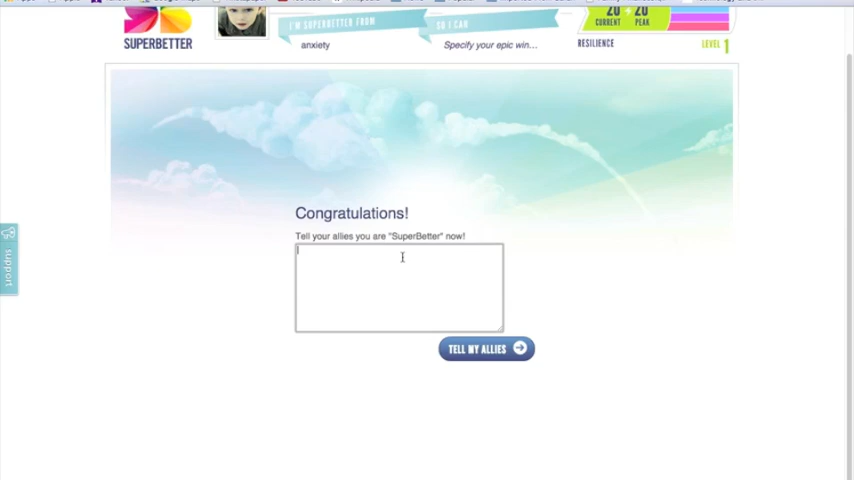 I'M SUPERBETTER FROM
SO I CAN
20 20
CURRENT PEAK
SUPERBETTER
anxiety
Specify your epic win...
RESILIENCE
LEVEL 1
Congratulations!
Tell your allies you are "SuperBetter" now!
support
TELL MY ALLIES